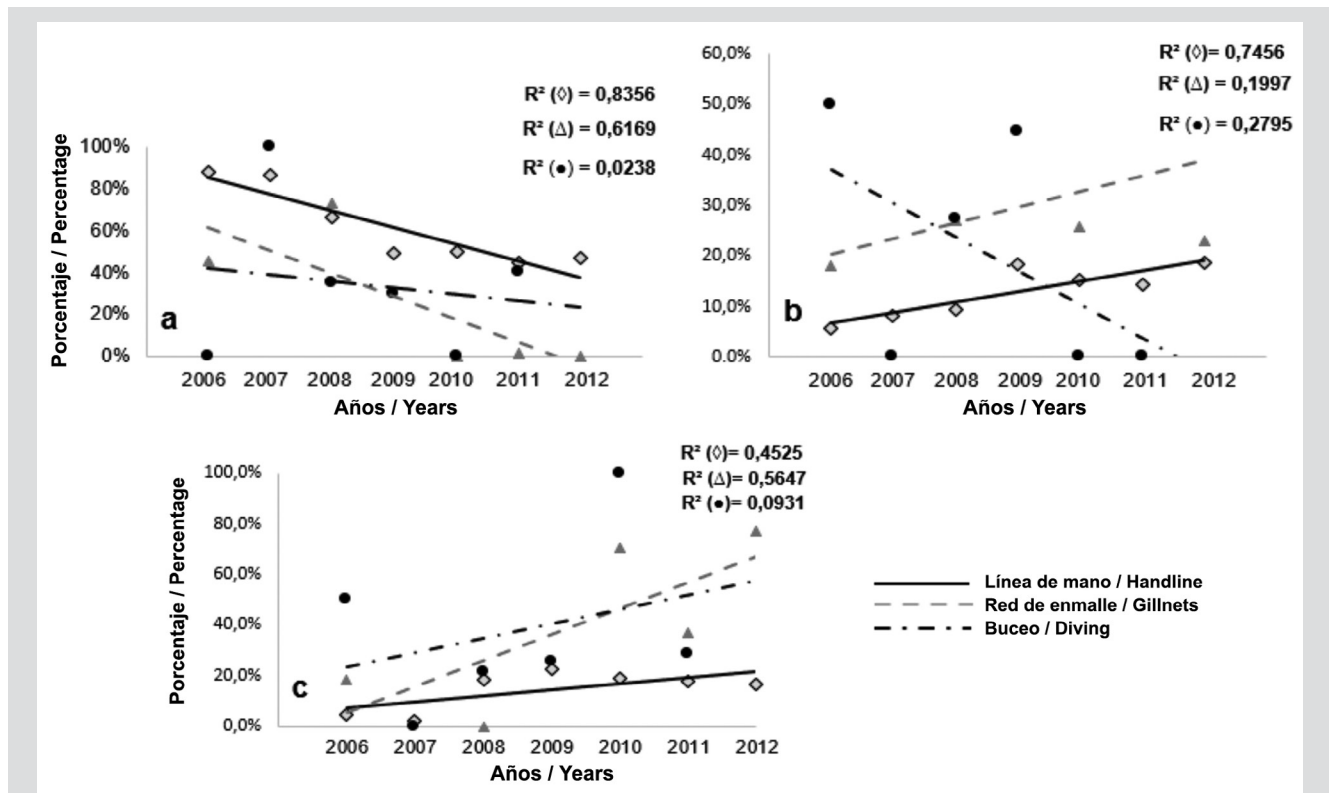 R² (◊) = 0,8356
R² (Δ) = 0,6169
R² (●) = 0,0238
Porcentaje / Percentage
100%
80%
60%
40%
20%
0%
a
2006 2007 2008 2009 2010 2011 2012
Años / Years
R² (◊)= 0,7456
R² (Δ) = 0,1997
R² (●) = 0,2795
60,0%
50,0%
40,0%
30,0%
20,0%
10,0%
0.0%
b
2006 2007 2008 2009 2010 2011 2012
Años / Years
R² (◊)= 0,4525
R² (Δ)= 0,5647
R² (●)= 0,0931
Porcentaje / Percentage
100,0%
80,0%
60,0%
40,0%
20,0%
0,0%
c
2006 2007 2008 2009 2010 2011 2012
Años / Years
Línea de mano / Handline
Red de enmalle / Gillnets
Buceo / Diving